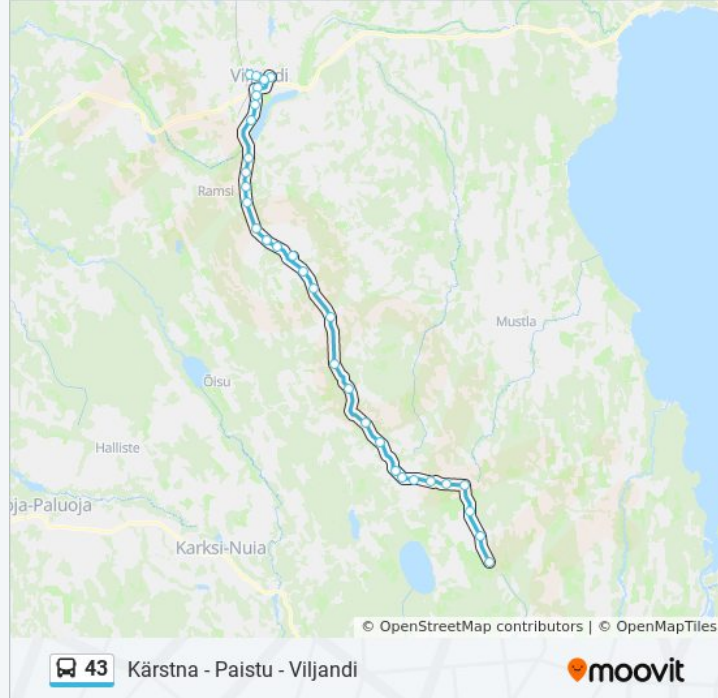 Viljandi
Ramsi
Mustla
Õisu
Halliste
oja-Paluoja
Karksi-Nuia
© OpenStreetMap contributors | © OpenMapTiles
43 Kärstna - Paistu - Viljandi
moovit